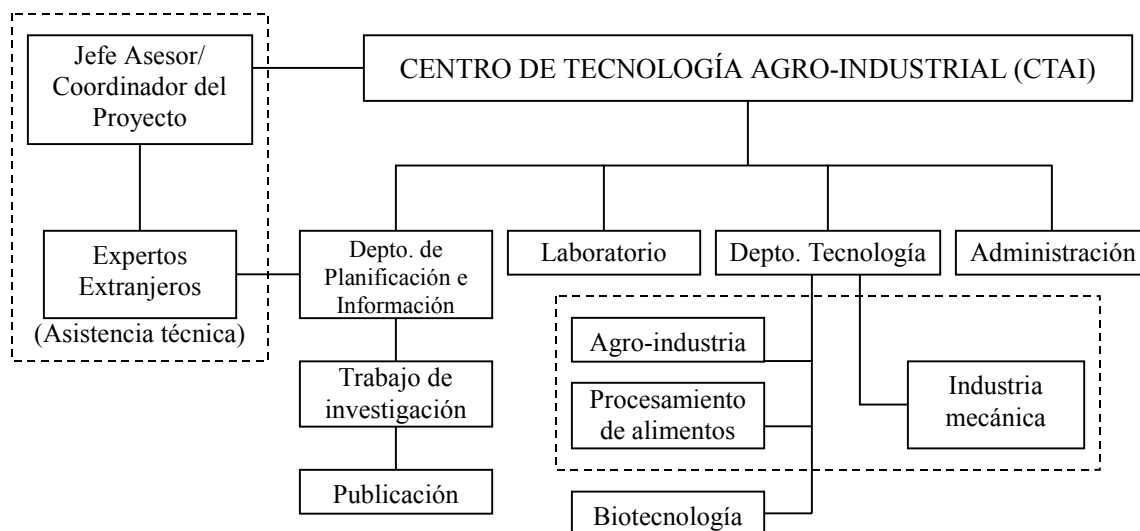 Jefe Asesor/
Coordinador del
Proyecto
CENTRO DE TECNOLOGÍA AGRO-INDUSTRIAL (CTAI)
Expertos
Extranjeros
(Asistencia técnica)
Depto. de
Planificación e
Información
Laboratorio
Depto. Tecnología
Administración
Trabajo de
investigación
Publicación
Agro-industria
Procesamiento
de alimentos
Biotecnología
Industria
mecánica